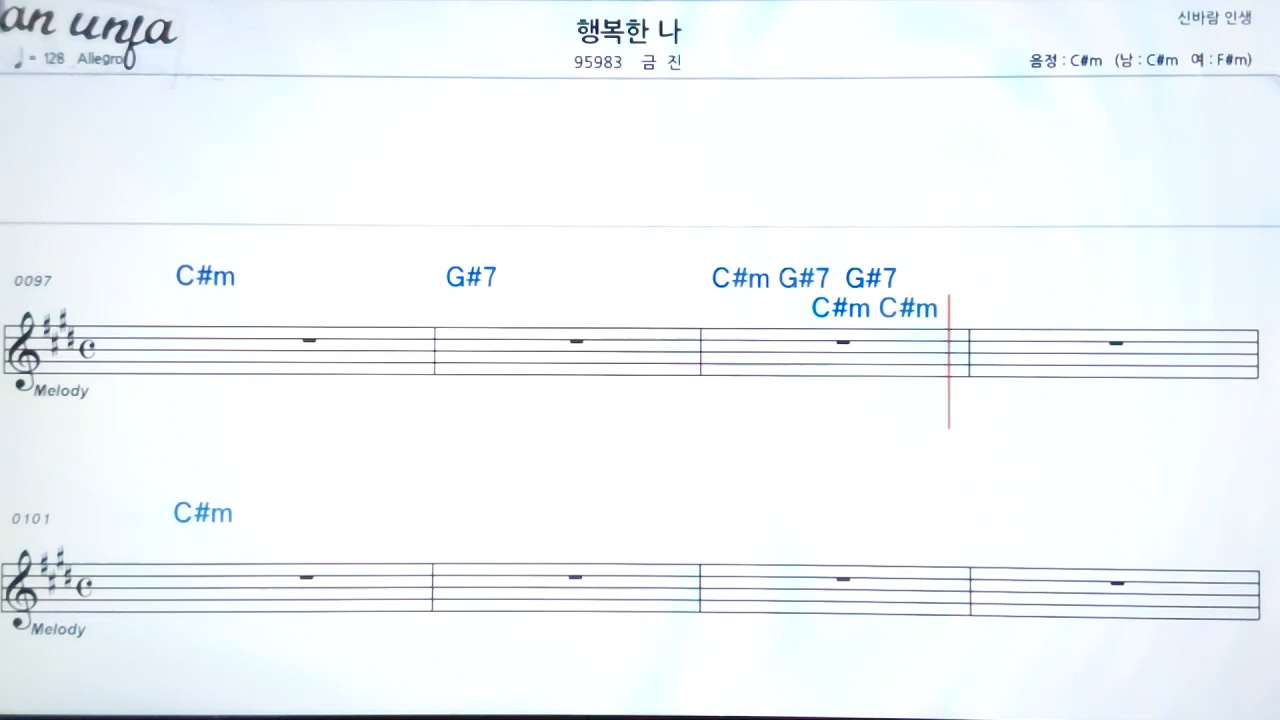 an unja
♩= 128 Allegro
행복한 나
95983 금 진
신바람 인생
음정 : C#m (남 : C#m 여 : F#m)
0097
C#m G#7 C#m G#7 G#7
C#m C#m
Melody
0101
C#m
Melody